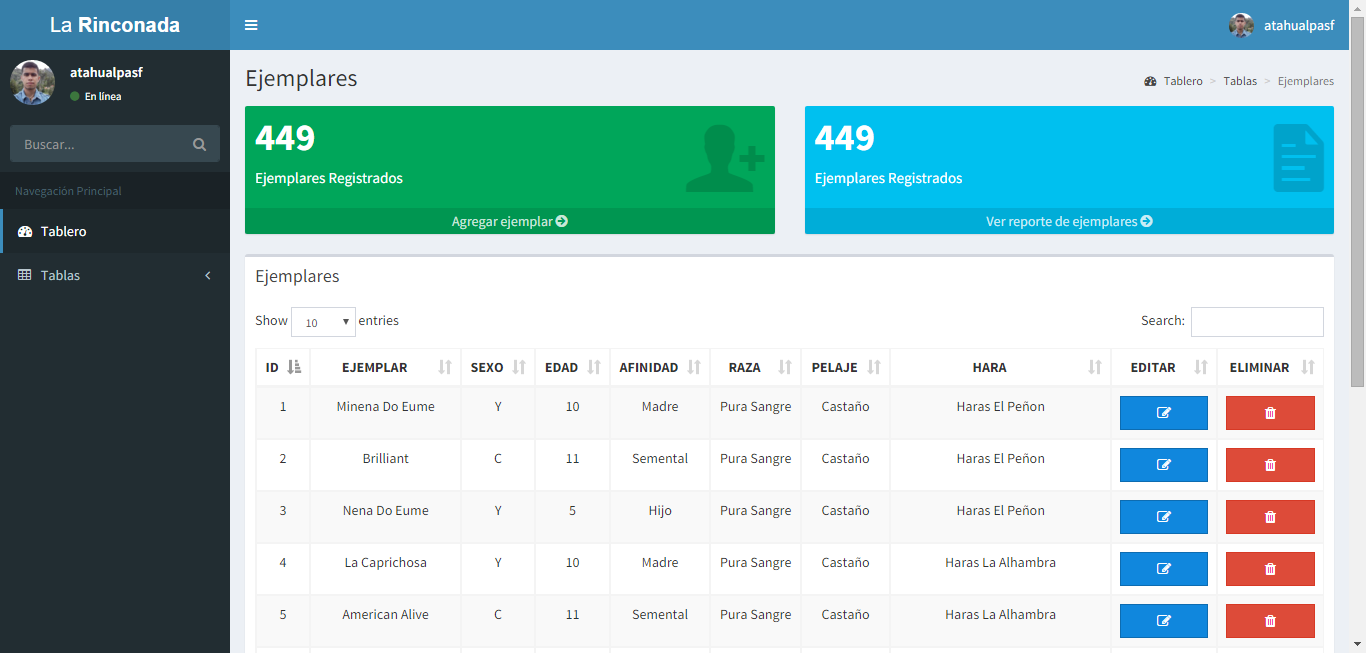 La Rinconada
atahualpasf
atahualpasf
En línea
Buscar...
Navegación Principal
Tablero
Tablas
Ejemplares
Tablero > Tablas > Ejemplares
449
Ejemplares Registrados
Agregar ejemplar
449
Ejemplares Registrados
Ver reporte de ejemplares
Ejemplares
Show 10 entries
Search:
ID EJEMPLAR SEXO EDAD AFINIDAD RAZA PELAJE HARA EDITAR ELIMINAR
1 Minena Do Eume Y 10 Madre Pura Sangre Castaño Haras El Peñon
2 Brilliant C 11 Semental Pura Sangre Castaño Haras El Peñon
3 Nena Do Eume Y 5 Hijo Pura Sangre Castaño Haras El Peñon
4 La Caprichosa Y 10 Madre Pura Sangre Castaño Haras La Alhambra
5 American Alive C 11 Semental Pura Sangre Castaño Haras La Alhambra